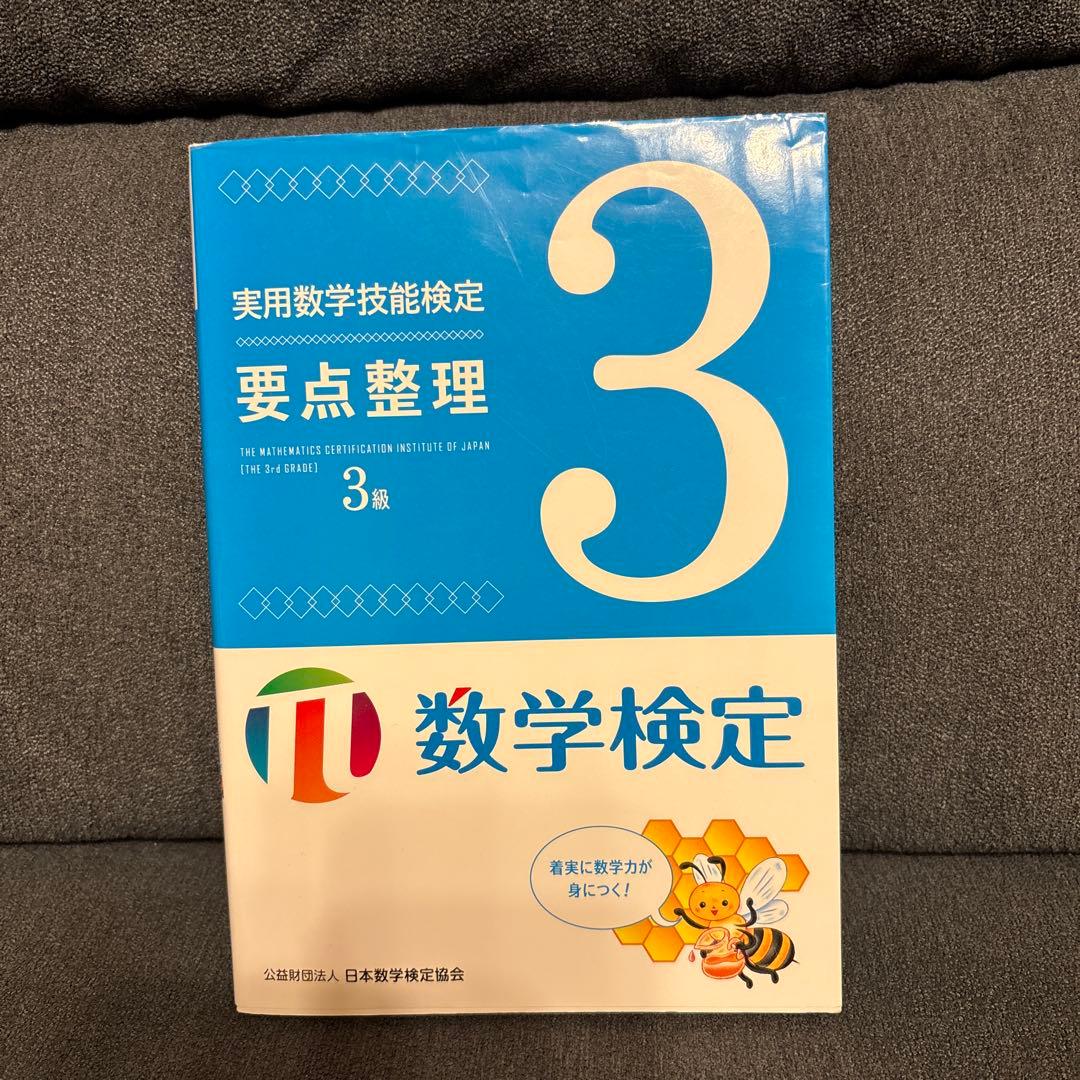 3
実用数学技能検定
要点整理
THE MATHEMATICS CERTIFICATION INSTITUTE OF JAPAN
[THE 3rd GRADE]
3級
π 数学検定
着実に数学力が
身につく!
公益財団法人 日本数学検定協会